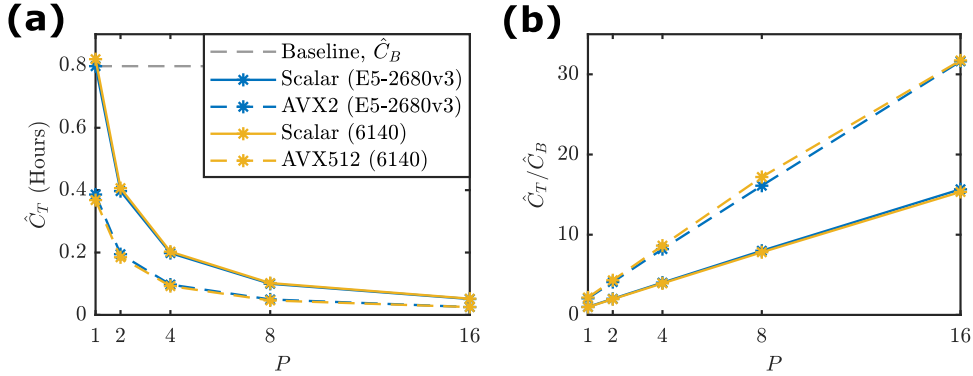 (a)
Ĉ_T (Hours)
0.8
0.6
0.4
0.2
0
1 2 4 8 16
P
Baseline, Ĉ_B
Scalar (E5-2680v3)
AVX2 (E5-2680v3)
Scalar (6140)
AVX512 (6140)
(b)
Ĉ_T/Ĉ_B
30
20
10
0
1 2 4 8 16
P